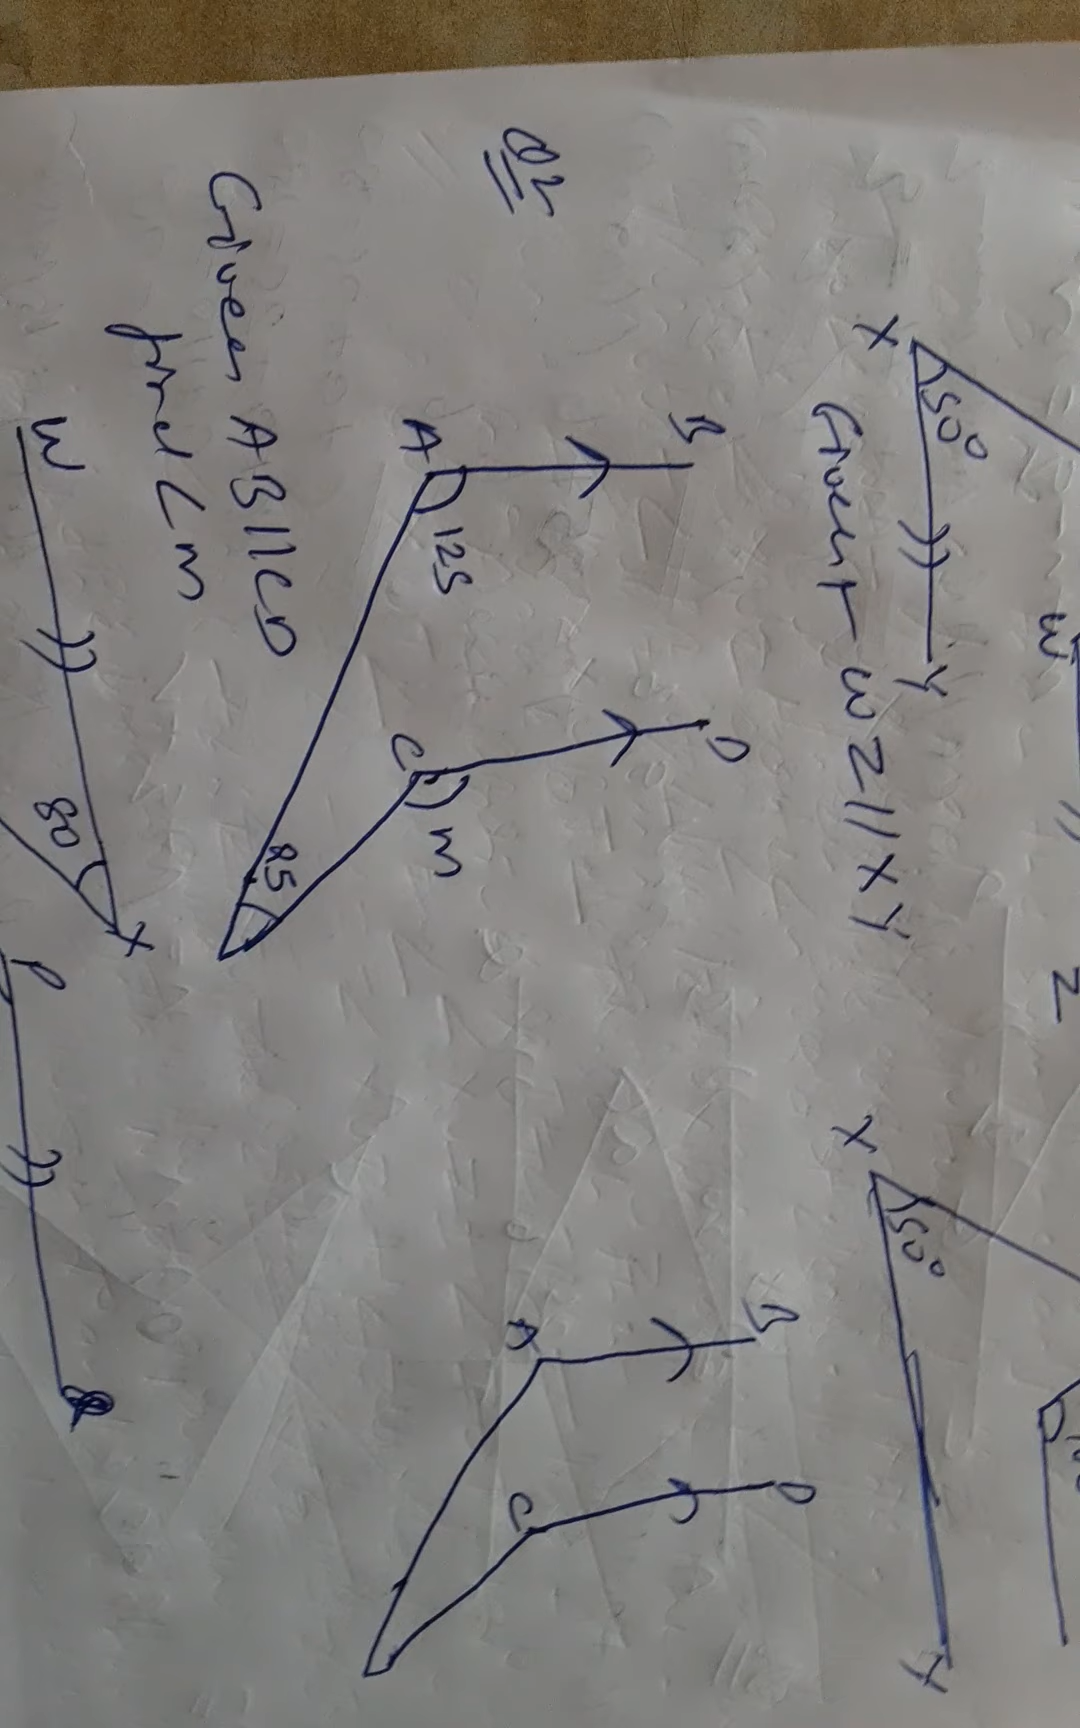 W Z
X 50° Y
X 50° Y
Given WZ || XY
Q2
B D
A 125 C m
85
B D
A C
Given AB || CD
find ∠m
W 80 X
P